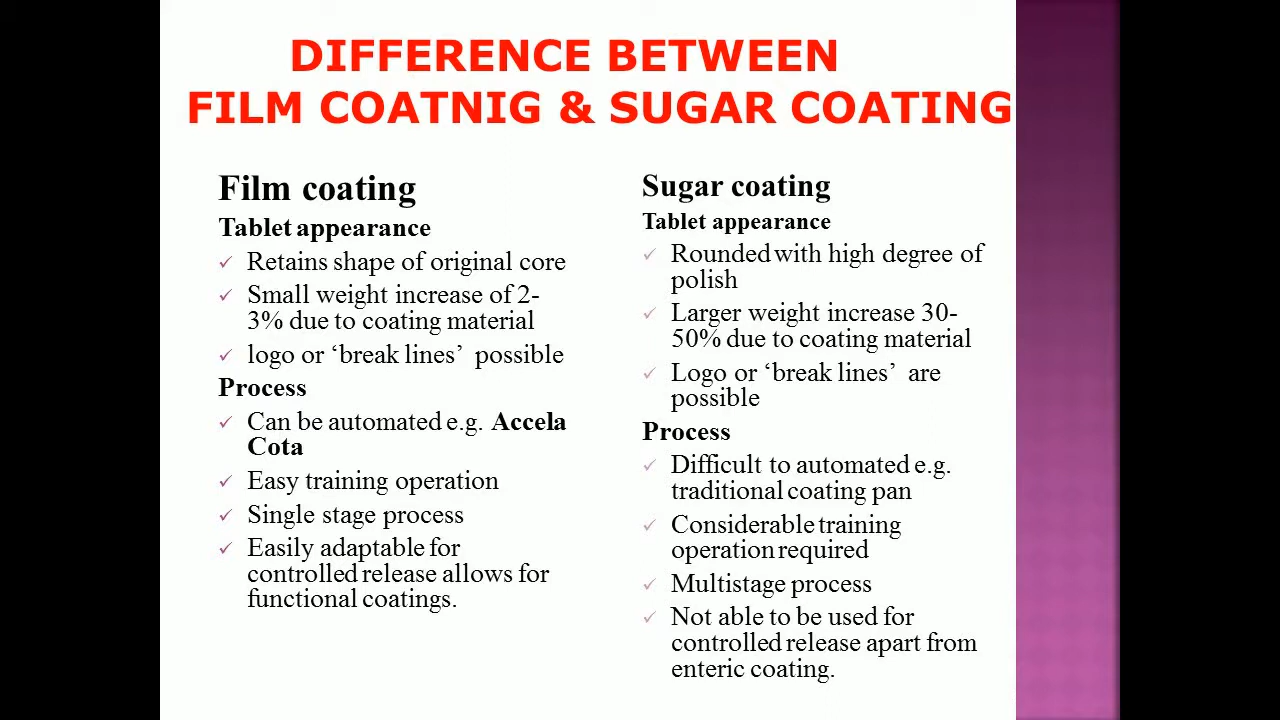 DIFFERENCE BETWEEN
FILM COATNIG & SUGAR COATING
Film coating
Tablet appearance
Retains shape of original core
Small weight increase of 2-
3% due to coating material
logo or ‘break lines’ possible
Process
Can be automated e.g. Accela
Cota
Easy training operation
Single stage process
Easily adaptable for
controlled release allows for
functional coatings.
Sugar coating
Tablet appearance
Rounded with high degree of
polish
Larger weight increase 30-
50% due to coating material
Logo or ‘break lines’ are
possible
Process
Difficult to automated e.g.
traditional coating pan
Considerable training
operation required
Multistage process
Not able to be used for
controlled release apart from
enteric coating.